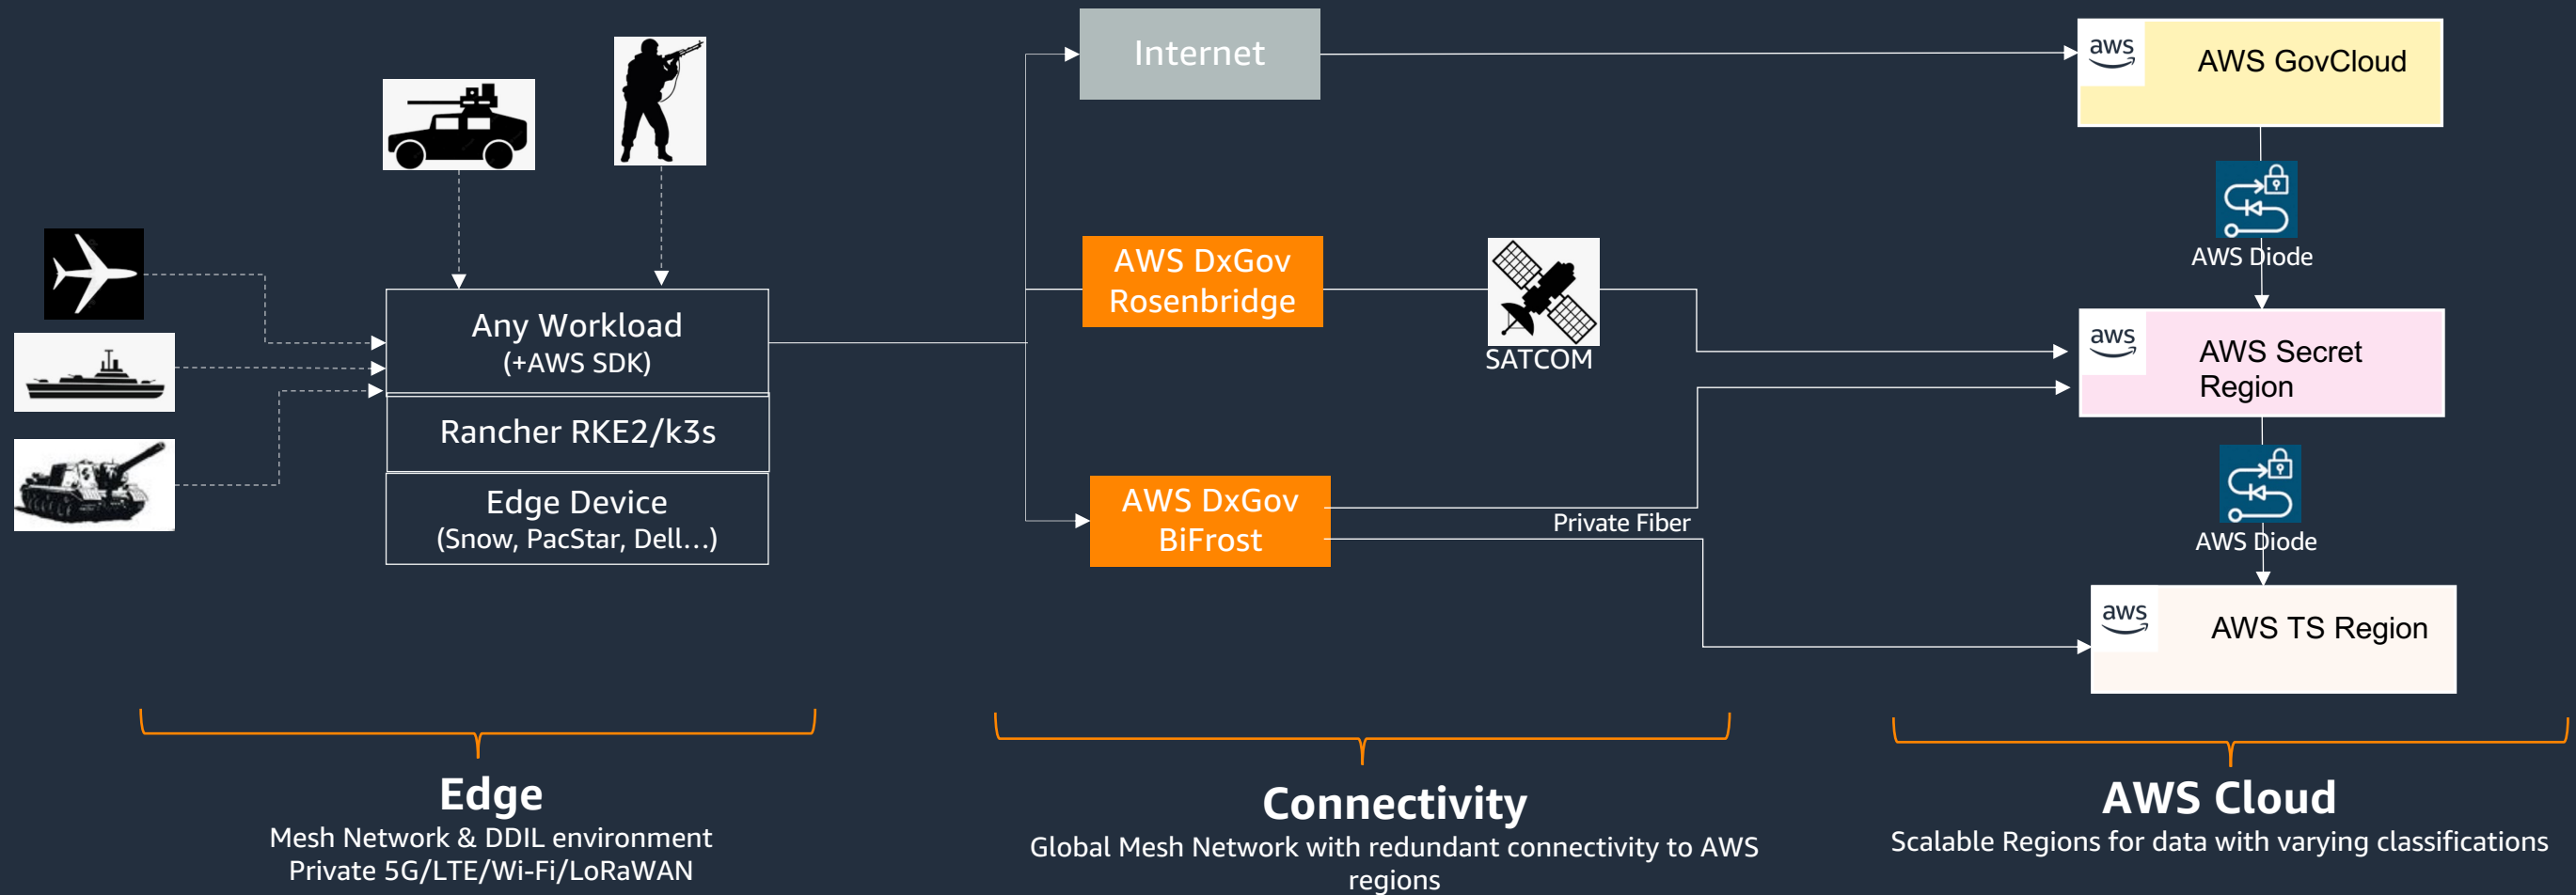 Internet
aws
AWS GovCloud
AWS DxGov
Rosenbridge
SATCOM
AWS Diode
Any Workload
(+AWS SDK)
Rancher RKE2/k3s
Edge Device
(Snow, PacStar, Dell...)
aws
AWS Secret
Region
AWS DxGov
BiFrost
Private Fiber
AWS Diode
aws
AWS TS Region
Edge
Mesh Network & DDIL environment
Private 5G/LTE/Wi-Fi/LoRaWAN
Connectivity
Global Mesh Network with redundant connectivity to AWS
regions
AWS Cloud
Scalable Regions for data with varying classifications